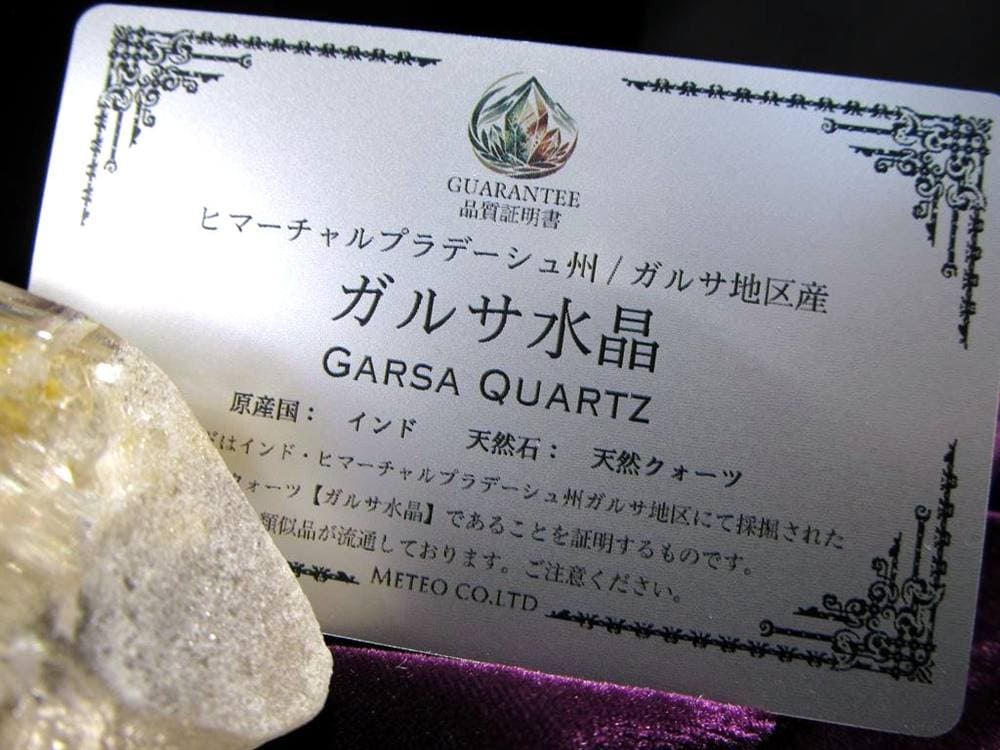 GUARANTEE
品質証明書
ヒマーチャルプラデーシュ州 / ガルサ地区産
ガルサ水晶
GARSA QUARTZ
原産国： インド 天然石： 天然クォーツ
はインド・ヒマーチャルプラデーシュ州ガルサ地区にて採掘された
ォーツ【ガルサ水晶】であることを証明するものです。
類似品が流通しております。ご注意ください。
METEO CO.LTD